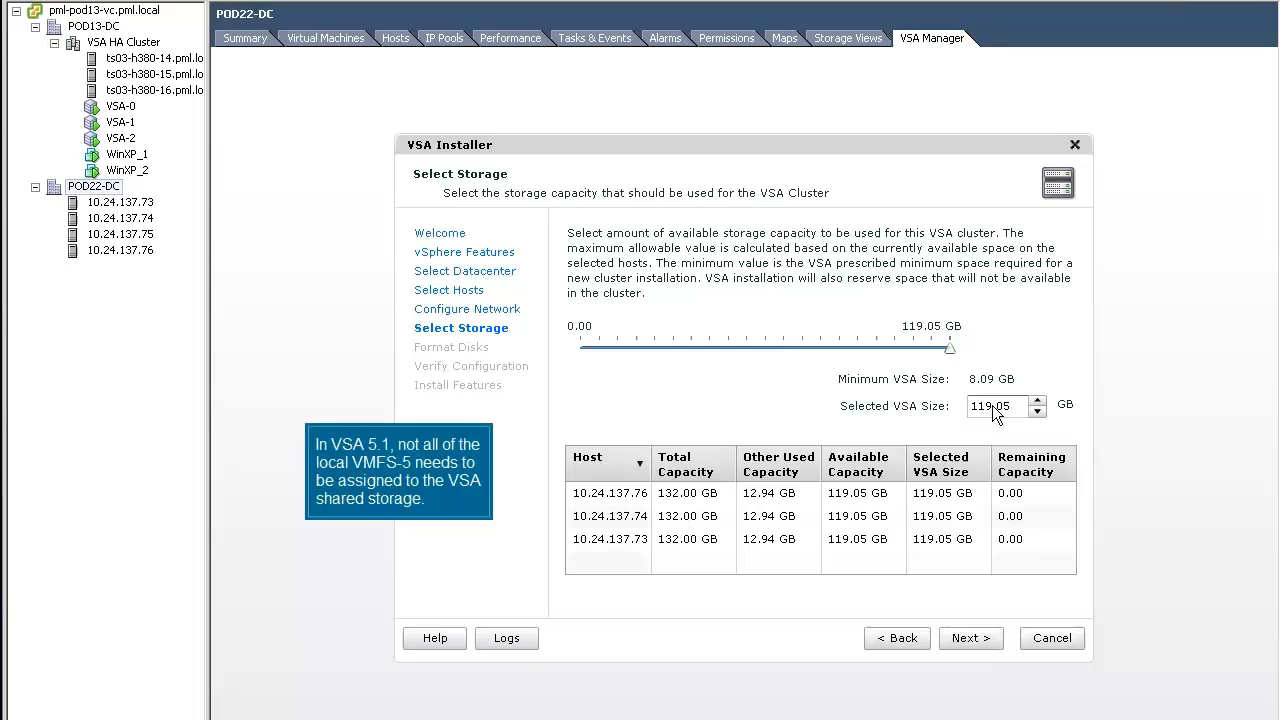 pml-pod13-vc.pml.local
POD13-DC
VSA HA Cluster
ts03-h380-14.pml.lo
ts03-h380-15.pml.lo
ts03-h380-16.pml.lo
VSA-0
VSA-1
VSA-2
WinXP_1
WinXP_2
POD22-DC
10.24.137.73
10.24.137.74
10.24.137.75
10.24.137.76
POD22-DC
Summary Virtual Machines Hosts IP Pools Performance Tasks & Events Alarms Permissions Maps Storage Views VSA Manager
VSA Installer
Select Storage
Select the storage capacity that should be used for the VSA Cluster
Welcome
vSphere Features
Select Datacenter
Select Hosts
Configure Network
Select Storage
Format Disks
Verify Configuration
Install Features
In VSA 5.1, not all of the
local VMFS-5 needs to
be assigned to the VSA
shared storage.
Select amount of available storage capacity to be used for this VSA cluster. The
maximum allowable value is calculated based on the currently available space on the
selected hosts. The minimum value is the VSA prescribed minimum space required for a
new cluster installation. VSA installation will also reserve space that will not be available
in the cluster.
0.00 119.05 GB
Minimum VSA Size: 8.09 GB
Selected VSA Size: 119.05 GB
Host Total Capacity Other Used Capacity Available Capacity Selected VSA Size Remaining Capacity
10.24.137.76 132.00 GB 12.94 GB 119.05 GB 119.05 GB 0.00
10.24.137.74 132.00 GB 12.94 GB 119.05 GB 119.05 GB 0.00
10.24.137.73 132.00 GB 12.94 GB 119.05 GB 119.05 GB 0.00
Help Logs < Back Next > Cancel